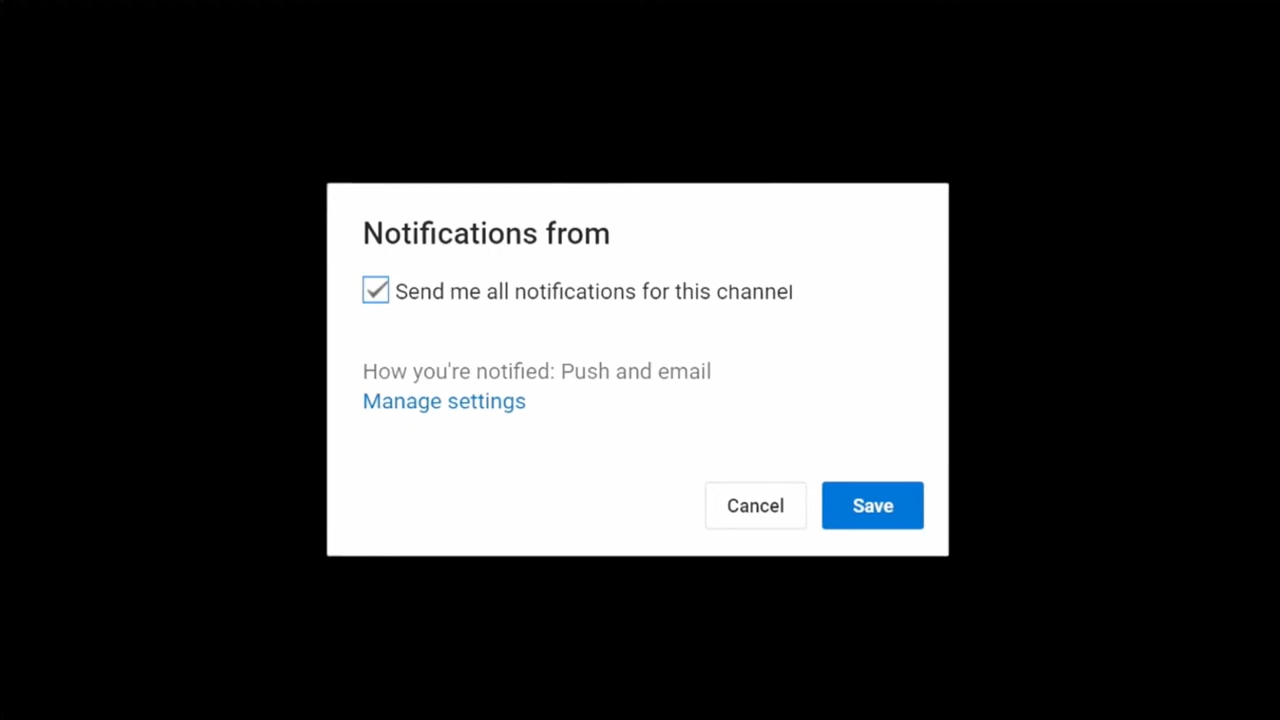 Notifications from
Send me all notifications for this channel
How you're notified: Push and email
Manage settings
Cancel
Save